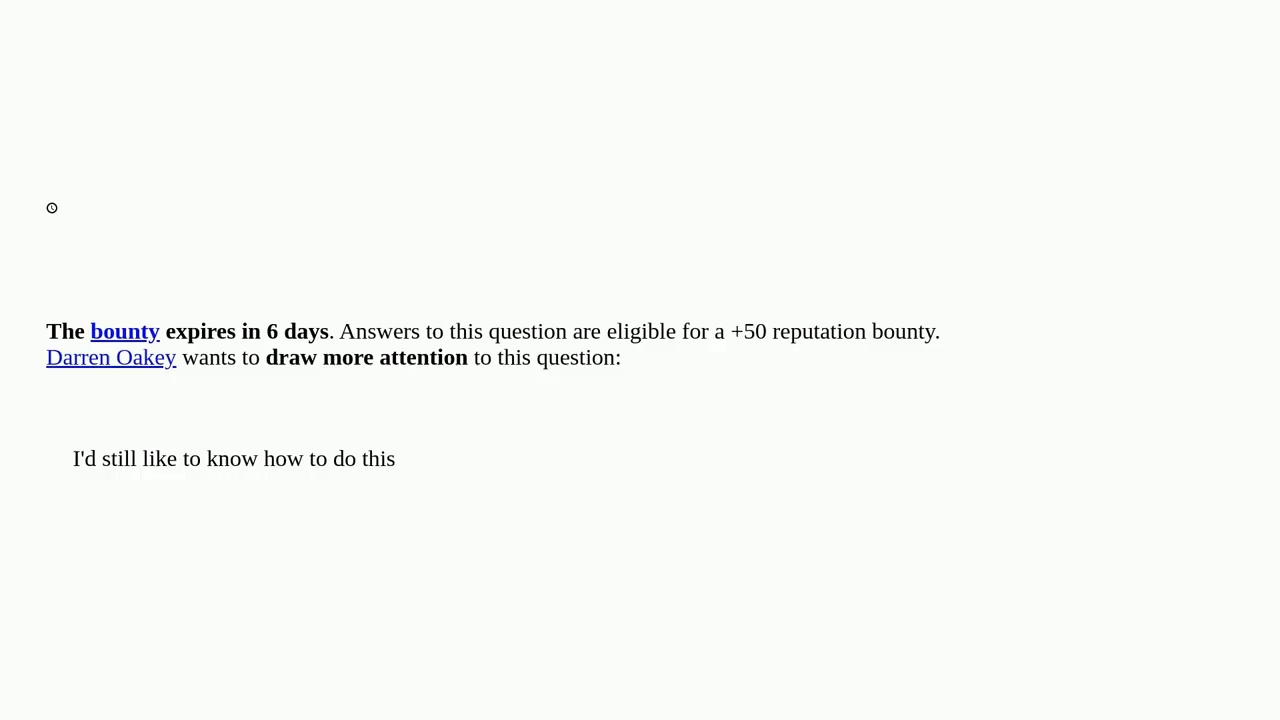 The bounty expires in 6 days. Answers to this question are eligible for a +50 reputation bounty.
Darren Oakey wants to draw more attention to this question:
I'd still like to know how to do this